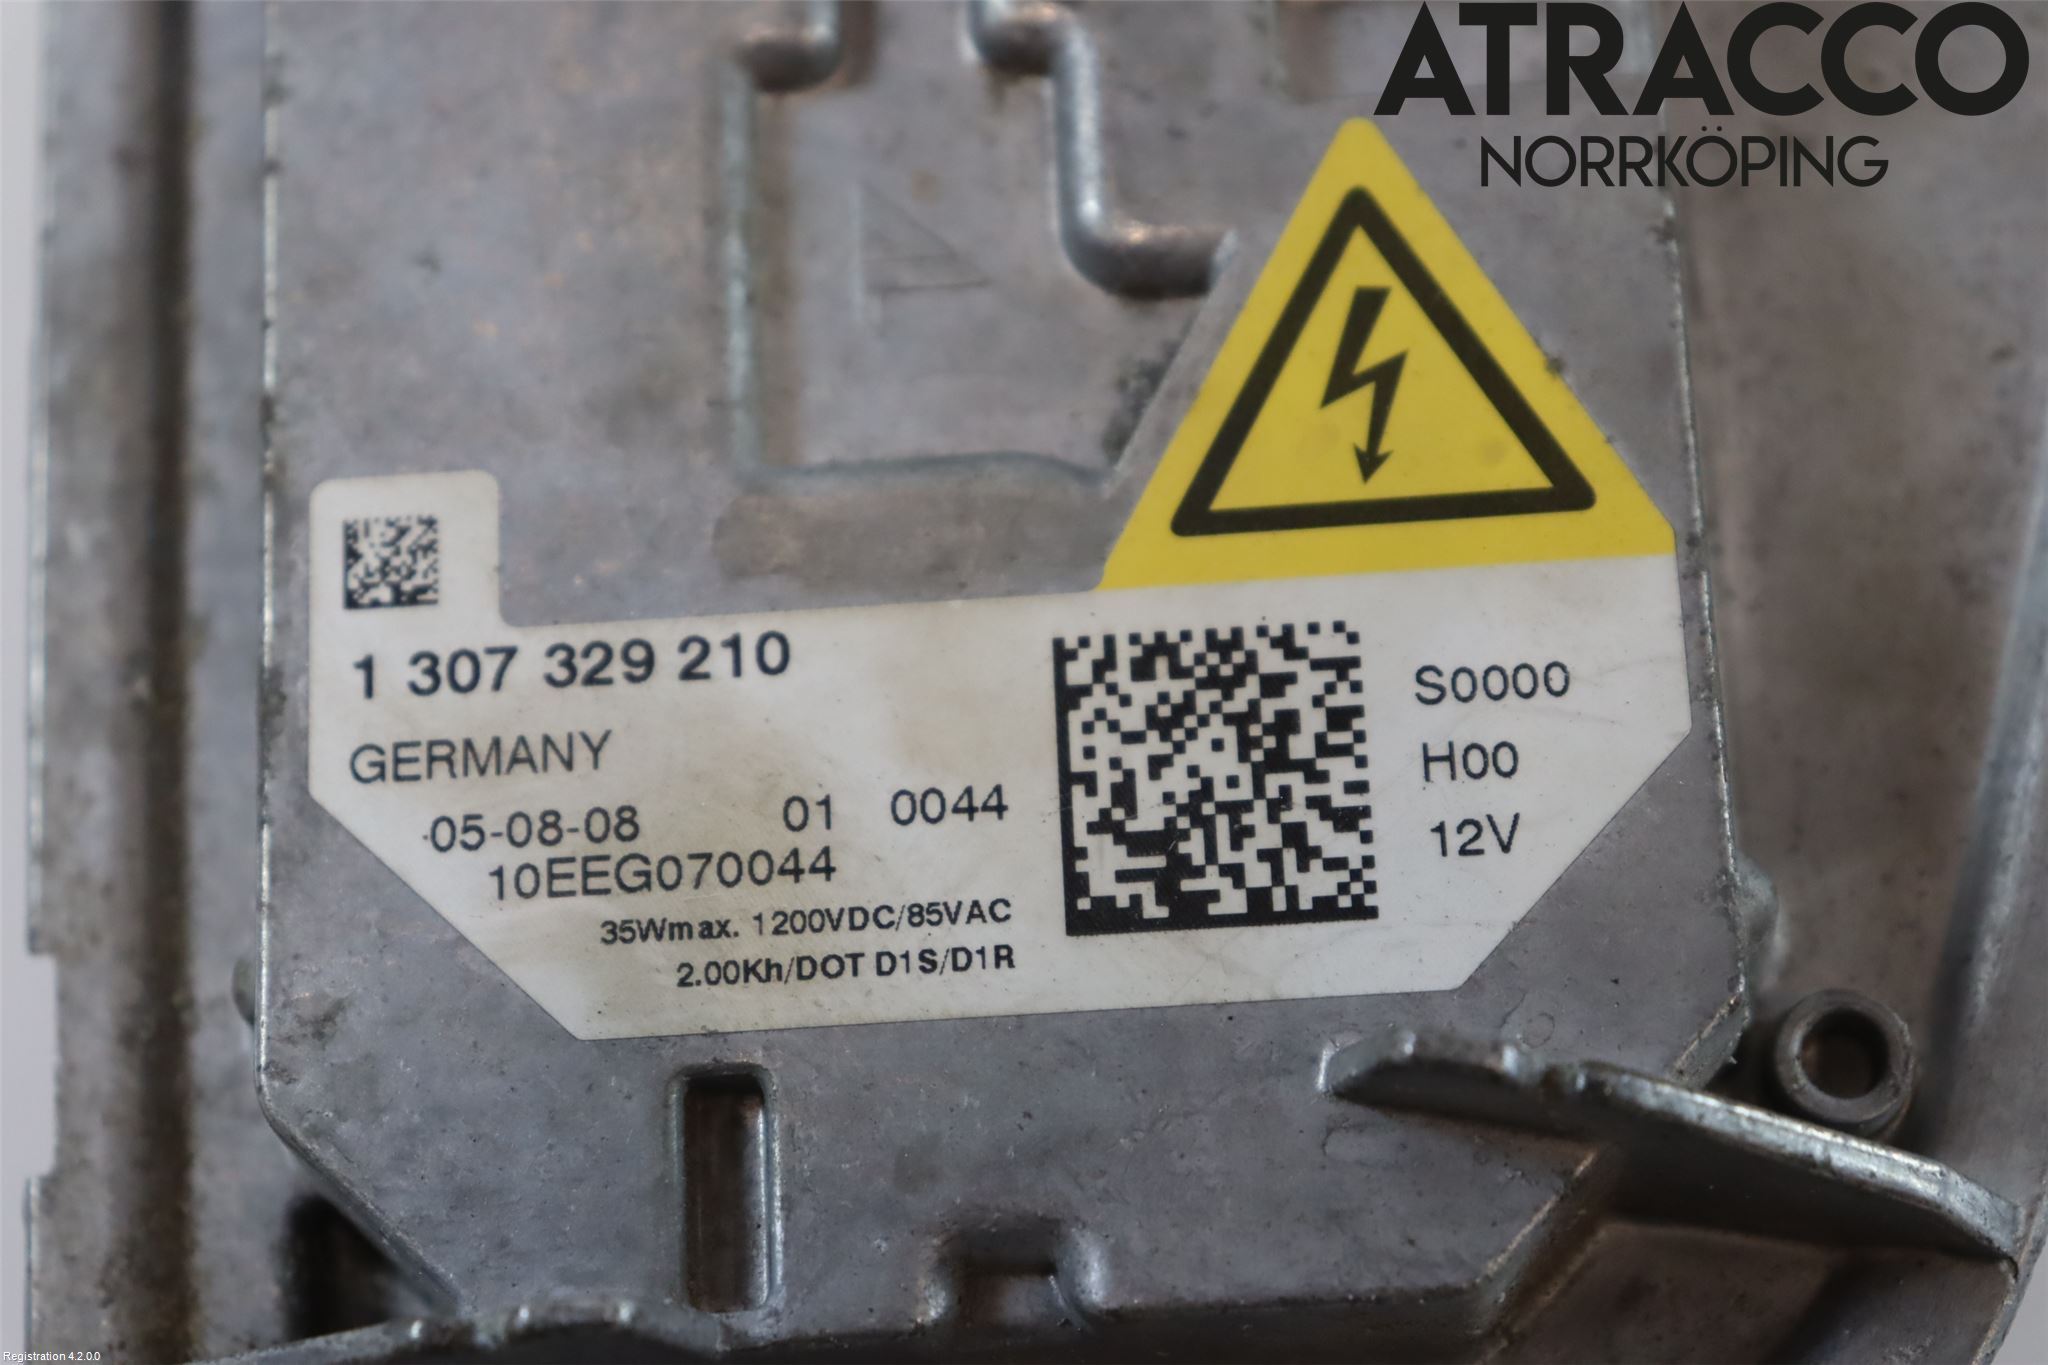 ATRACCO
NORRKÖPING
1 307 329 210
GERMANY
05-08-08 01 0044
10EEG070044
35Wmax. 1200VDC/85VAC
2.00Kh/DOT D1S/D1R
S0000
H00
12V
Registration 4.2.0.0